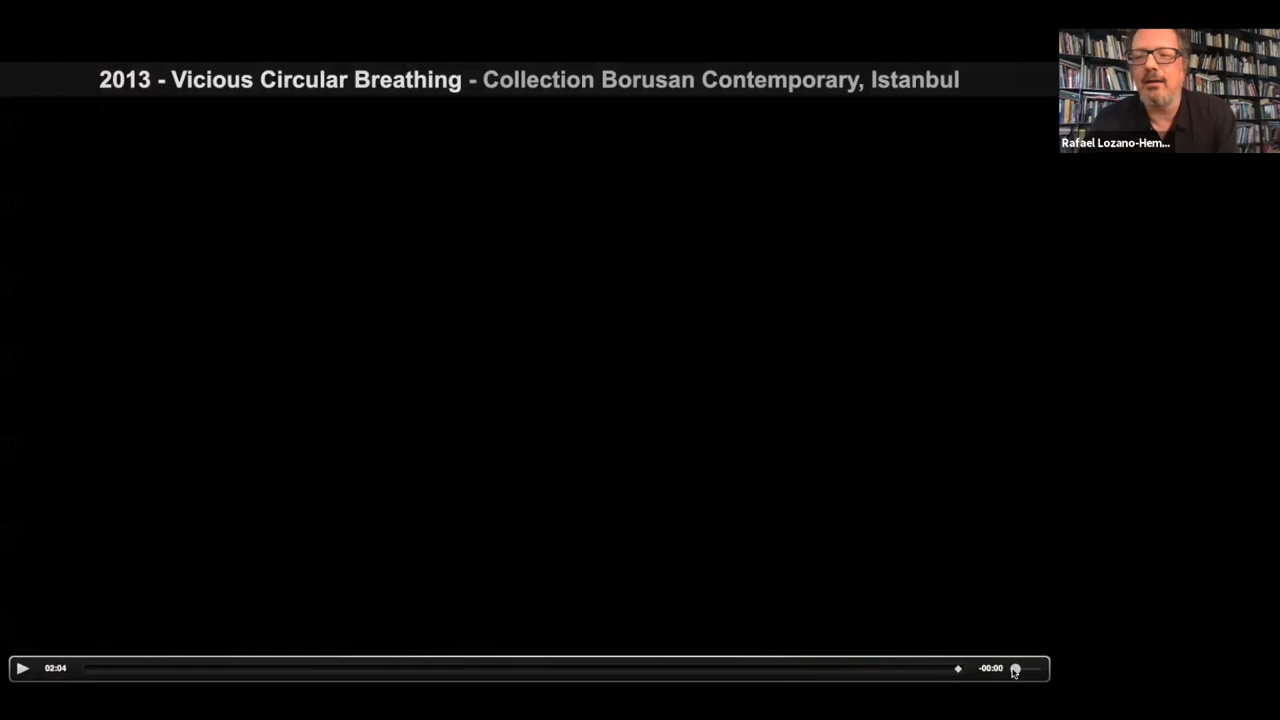 2013 - Vicious Circular Breathing - Collection Borusan Contemporary, Istanbul
Rafael Lozano-Hem...
02:04
-00:00